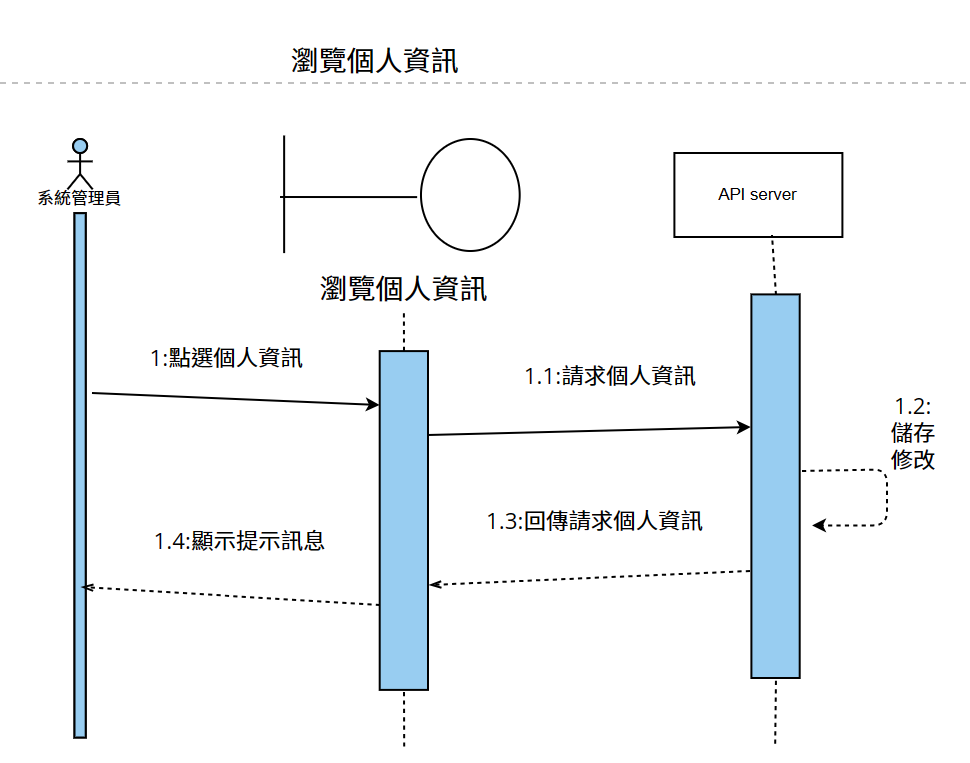 瀏覽個人資訊
系統管理員
API server
瀏覽個人資訊
1:點選個人資訊
1.1:請求個人資訊
1.2:
儲存
修改
1.3:回傳請求個人資訊
1.4:顯示提示訊息